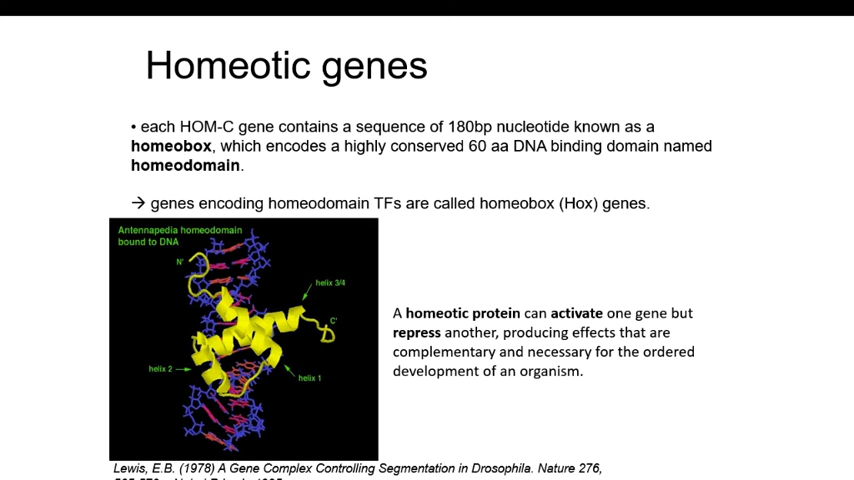 Homeotic genes
• each HOM-C gene contains a sequence of 180bp nucleotide known as a
homeobox, which encodes a highly conserved 60 aa DNA binding domain named
homeodomain.
→ genes encoding homeodomain TFs are called homeobox (Hox) genes.
Antennapedia homeodomain
bound to DNA
N'
helix 3/4
C'
helix 2
helix 1
A homeotic protein can activate one gene but
repress another, producing effects that are
complementary and necessary for the ordered
development of an organism.
Lewis, E.B. (1978) A Gene Complex Controlling Segmentation in Drosophila. Nature 276,